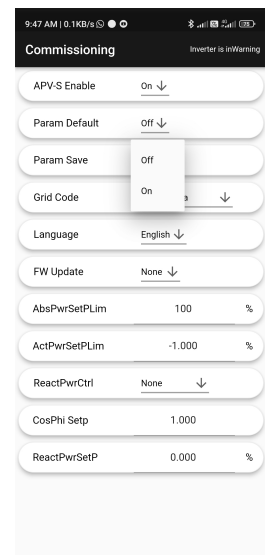 9:47 AM | 0.1KB/s
Commissioning
Inverter is inWarning
APV-S Enable
On
Param Default
Off
Param Save
Off
On
Grid Code
a
Language
English
FW Update
None
AbsPwrSetPLim
100
%
ActPwrSetPLim
-1.000
%
ReactPwrCtrl
None
CosPhi Setp
1.000
ReactPwrSetP
0.000
%